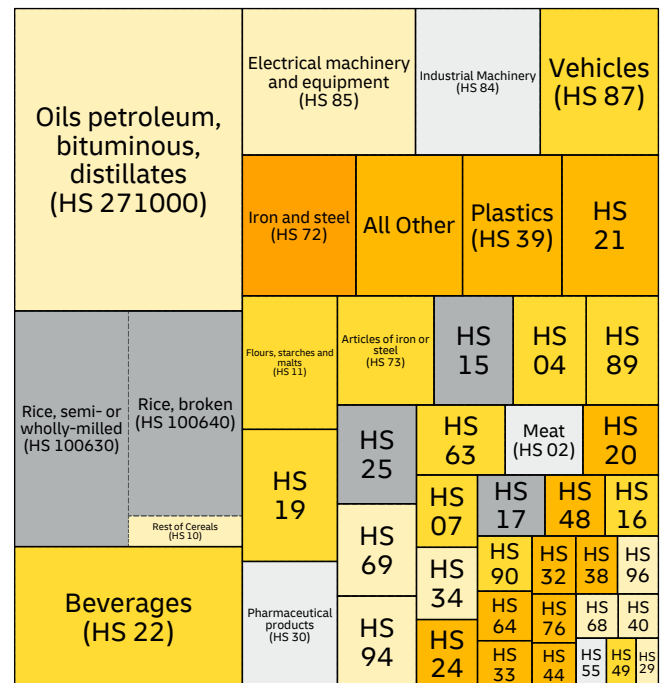 Oils petroleum,
bituminous,
distillates
(HS 271000)
Electrical machinery
and equipment
(HS 85)
Industrial Machinery
(HS 84)
Vehicles
(HS 87)
Iron and steel
(HS 72)
All Other
Plastics
(HS 39)
HS
21
Rice, semi- or
wholly-milled
(HS 100630)
Rice, broken
(HS 100640)
Rest of Cereals
(HS 10)
Beverages
(HS 22)
Flours, starches and
malts
(HS 11)
Articles of iron or
steel
(HS 73)
HS
15
HS
04
HS
89
HS
19
HS
25
HS
63
Meat
(HS 02)
HS
20
HS
07
HS
17
HS
48
HS
16
HS
69
HS
34
HS
90
HS
32
HS
38
HS
96
Pharmaceutical
products
(HS 30)
HS
94
HS
24
HS
64
HS
76
HS
68
HS
40
HS
33
HS
44
HS
55
HS
49
HS
29